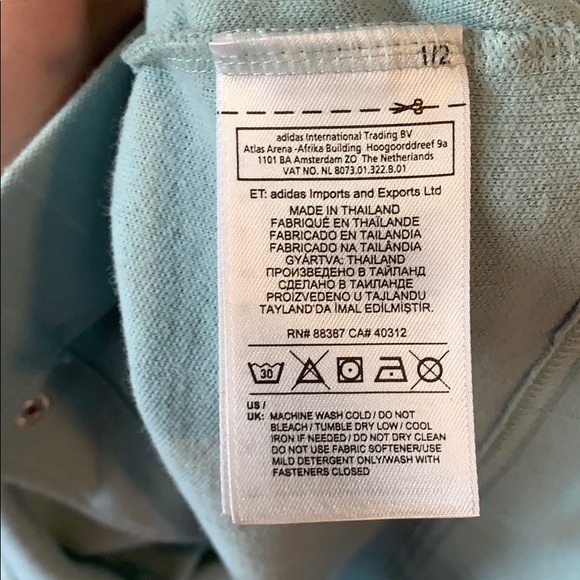 1/2
adidas International Trading BV
Atlas Arena -Afrika Building Hoogoorddreef 9a
1101 BA Amsterdam ZO The Netherlands
VAT NO. NL 8073.01.322.B.01
ET: adidas Imports and Exports Ltd
MADE IN THAILAND
FABRIQUÉ EN THAÏLANDE
FABRICADO EN TAILANDIA
FABRICADO NA TAILÂNDIA
GYÁRTVA: THAILAND
ПРОИЗВЕДЕНО В ТАЙЛАНД
СДЕЛАНО В ТАИЛАНДЕ
PROIZVEDENO U TAJLANDU
TAYLAND'DA İMAL EDİLMİŞTİR.
RN# 88387 CA# 40312
30
US /
UK: MACHINE WASH COLD / DO NOT
BLEACH / TUMBLE DRY LOW / COOL
IRON IF NEEDED / DO NOT DRY CLEAN
DO NOT USE FABRIC SOFTENER/USE
MILD DETERGENT ONLY/WASH WITH
FASTENERS CLOSED